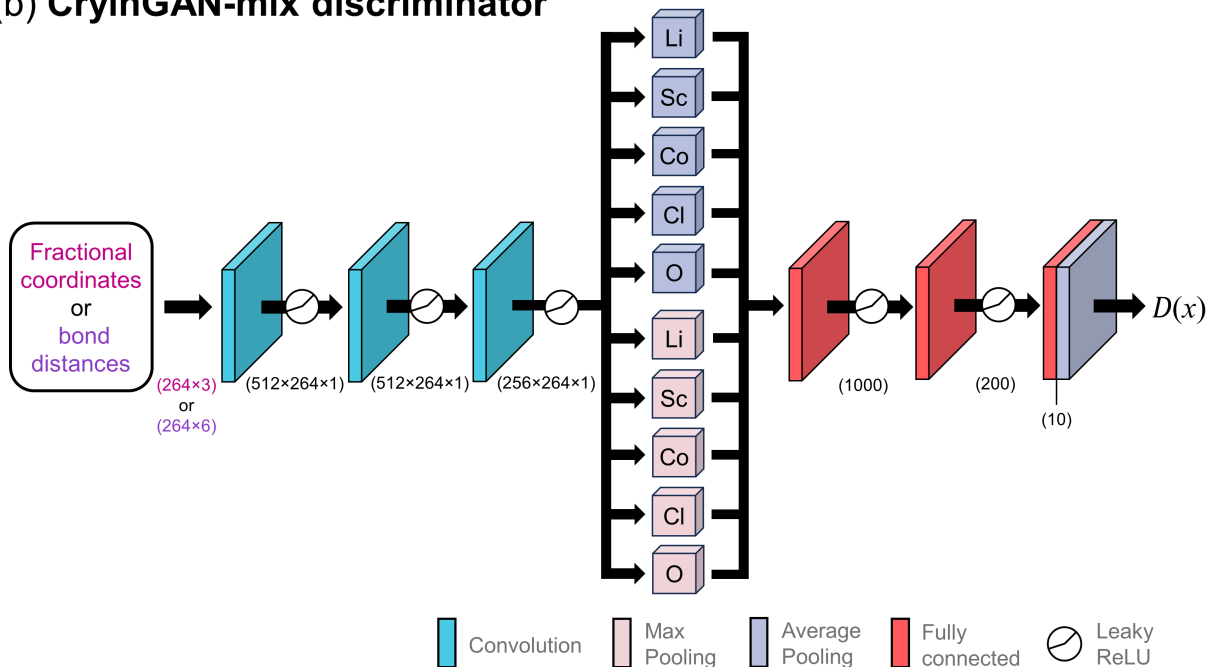 (b) CryinGAN-mix discriminator
Li
Sc
Co
Cl
O
Li
Sc
Co
Cl
O
Fractional
coordinates
or
bond
distances
(264×3)
or
(264×6)
(512×264×1)
(512×264×1)
(256×264×1)
(1000)
(200)
(10)
D(x)
Convolution
Max
Pooling
Average
Pooling
Fully
connected
Leaky
ReLU